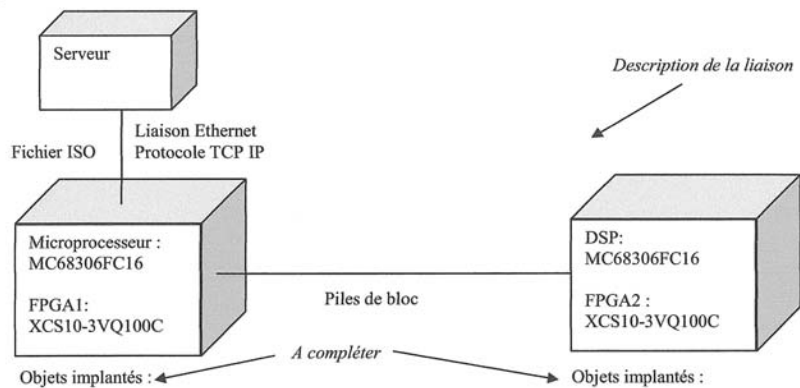 Serveur
Description de la liaison
Fichier ISO
Liaison Ethernet
Protocole TCP IP
Microprocesseur :
MC68306FC16
FPGA1:
XCS10-3VQ100C
Piles de bloc
DSP:
MC68306FC16
FPGA2 :
XCS10-3VQ100C
A compléter
Objets implantés :
Objets implantés :